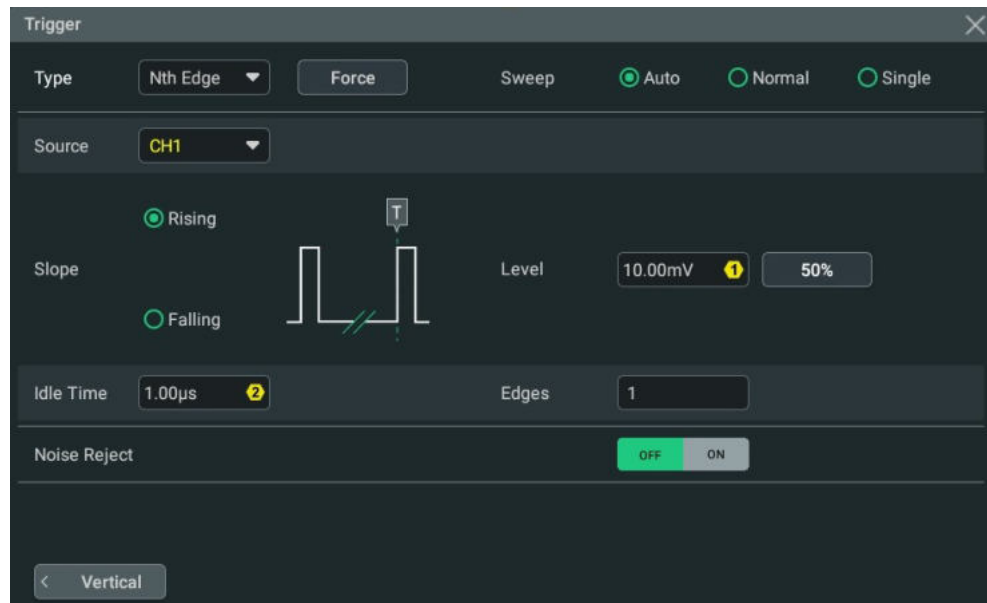 Trigger
Type Nth Edge Force Sweep Auto Normal Single
Source CH1
Rising
T
Slope
Level 10.00mV 1 50%
Falling
Idle Time 1.00µs 2 Edges 1
Noise Reject OFF ON
< Vertical